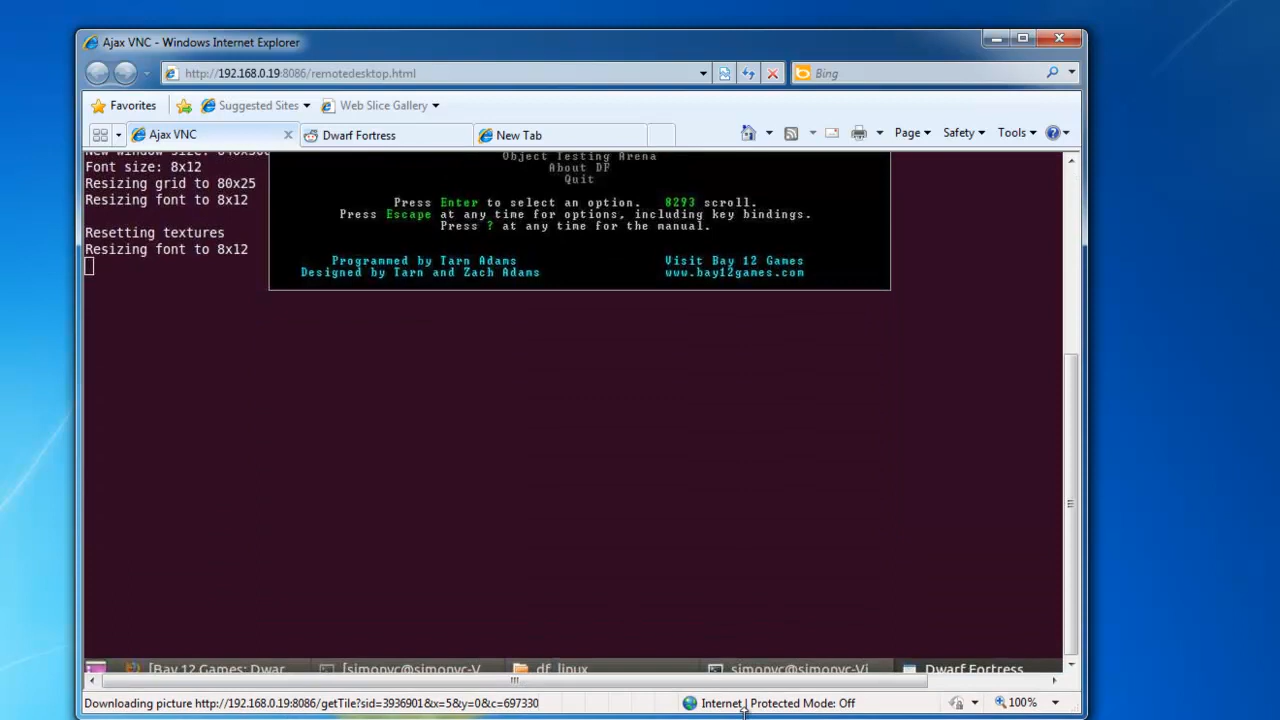 Ajax VNC - Windows Internet Explorer
http://192.168.0.19:8086/remotedesktop.html
Bing
Favorites Suggested Sites Web Slice Gallery
Ajax VNC Dwarf Fortress New Tab Page Safety Tools
Font size: 8x12
Resizing grid to 80x25
Resizing font to 8x12
Resetting textures
Resizing font to 8x12
Object Testing Arena
About DF
Quit
Press Enter to select an option. 8293 scroll.
Press Escape at any time for options, including key bindings.
Press ? at any time for the manual.
Programmed by Tarn Adams Visit Bay 12 Games
Designed by Tarn and Zach Adams www.bay12games.com
[Bay 12 Games: Dwar [simonvc@simonvc-V df_linux simonvc@simonvc-Vi Dwarf Fortress
Downloading picture http://192.168.0.19:8086/getTile?sid=3936901&x=5&y=0&c=697330 Internet | Protected Mode: Off 100%